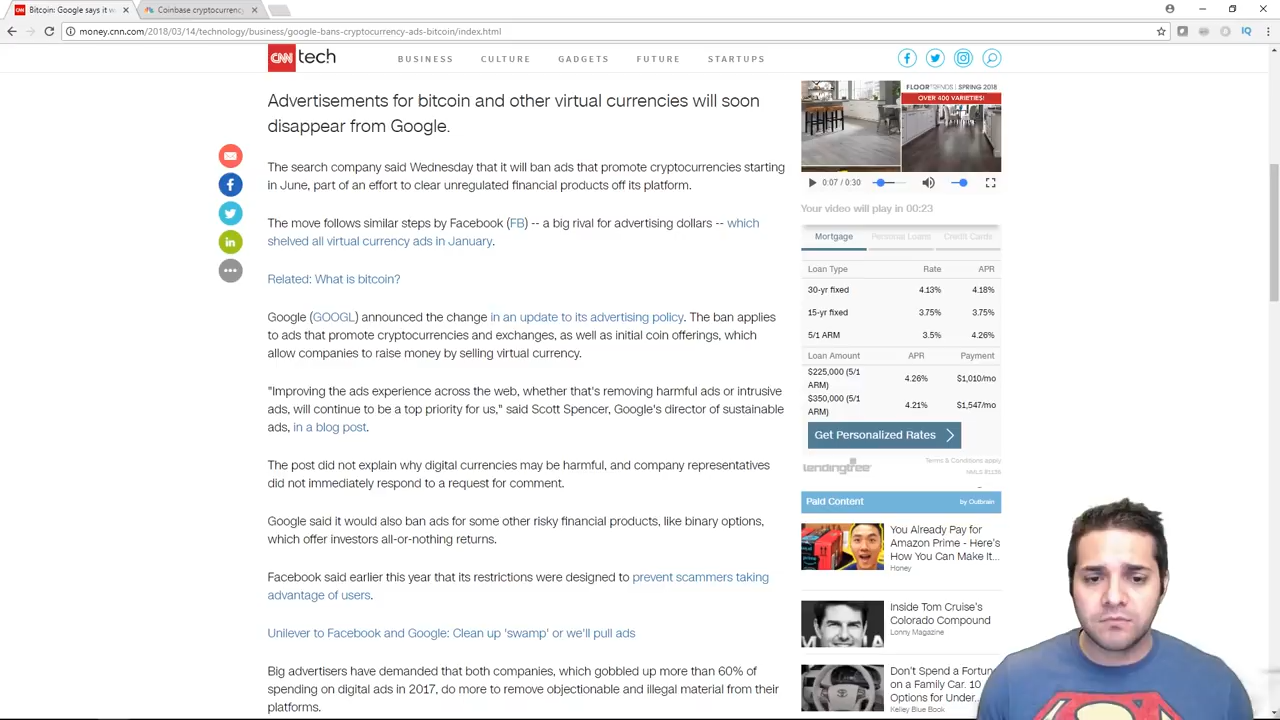 Bitcoin: Google says it w
Coinbase cryptocurrency
money.cnn.com/2018/03/14/technology/business/google-bans-cryptocurrency-ads-bitcoin/index.html
CNN tech
BUSINESS CULTURE GADGETS FUTURE STARTUPS
vertisements for bitcoin and other virtual currencies will soon
disappear from Google.
The search company said Wednesday that it will ban ads that promote cryptocurrencies starting
in June, part of an effort to clear unregulated financial products off its platform.
The move follows similar steps by Facebook (FB) -- a big rival for advertising dollars -- which
shelved all virtual currency ads in January.
Related: What is bitcoin?
Google (GOOGL) announced the change in an update to its advertising policy. The ban applies
to ads that promote cryptocurrencies and exchanges, as well as initial coin offerings, which
allow companies to raise money by selling virtual currency.
"Improving the ads experience across the web, whether that's removing harmful ads or intrusive
ads, will continue to be a top priority for us," said Scott Spencer, Google's director of sustainable
ads, in a blog post.
The post did not explain why digital currencies may be harmful, and company representatives
did not immediately respond to a request for comment.
Google said it would also ban ads for some other risky financial products, like binary options,
which offer investors all-or-nothing returns.
Facebook said earlier this year that its restrictions were designed to prevent scammers taking
advantage of users.
Unilever to Facebook and Google: Clean up 'swamp' or we'll pull ads
Big advertisers have demanded that both companies, which gobbled up more than 60% of
spending on digital ads in 2017, do more to remove objectionable and illegal material from their
platforms.
FLOORTRENDS | SPRING 2018
OVER 400 VARIETIES!
0:07 / 0:30
Your video will play in 00:23
Mortgage Personal Loans Credit Cards
Loan Type Rate APR
30-yr fixed 4.13% 4.18%
15-yr fixed 3.75% 3.75%
5/1 ARM 3.5% 4.26%
Loan Amount APR Payment
$225,000 (5/1
ARM) 4.26% $1,010/mo
$350,000 (5/1
ARM) 4.21% $1,547/mo
Get Personalized Rates
lendingtree
Terms & Conditions apply.
NMLS #1136
Paid Content by Outbrain
You Already Pay for
Amazon Prime - Here's
How You Can Make It...
Honey
Inside Tom Cruise's
Colorado Compound
Lonny Magazine
Don't Spend a Fortun
on a Family Car. 10
Options for Under...
Kelley Blue Book